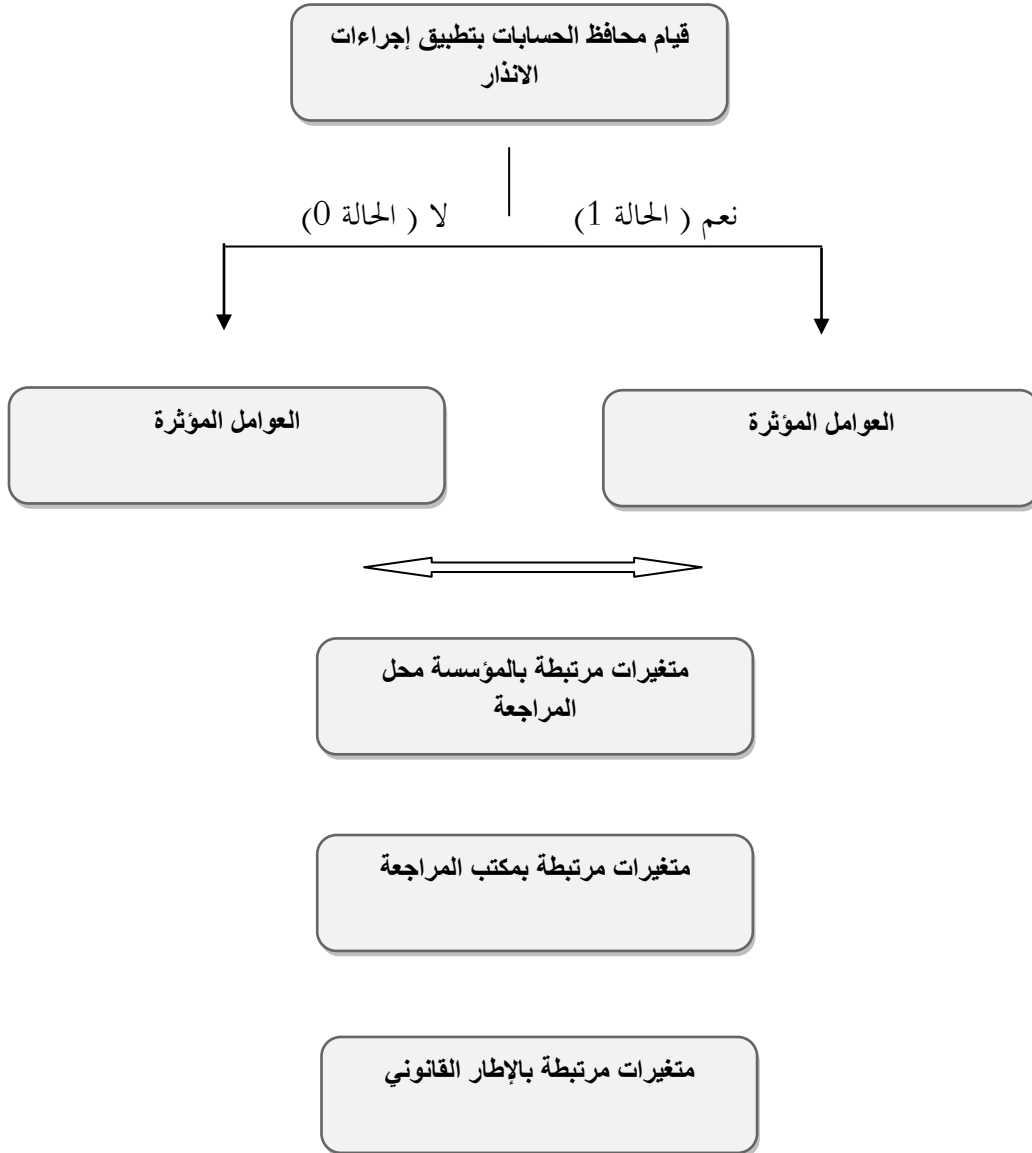 قيام محافظ الحسابات بتطبيق إجراءات
الانذار
نعم ( الحالة 1)
لا ( الحالة 0)
العوامل المؤثرة
العوامل المؤثرة
متغيرات مرتبطة بالمؤسسة محل
المراجعة
متغيرات مرتبطة بمكتب المراجعة
متغيرات مرتبطة بالإطار القانوني